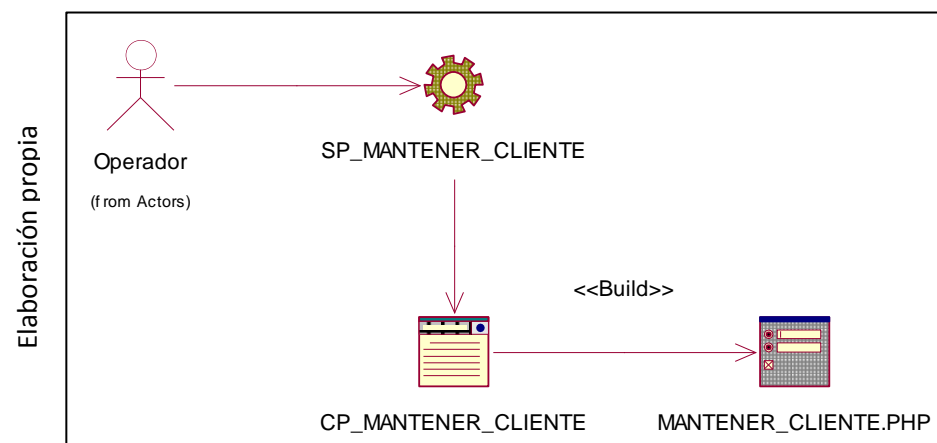 Elaboración propia
Operador
(from Actors)
SP_MANTENER_CLIENTE
<<Build>>
CP_MANTENER_CLIENTE
MANTENER_CLIENTE.PHP